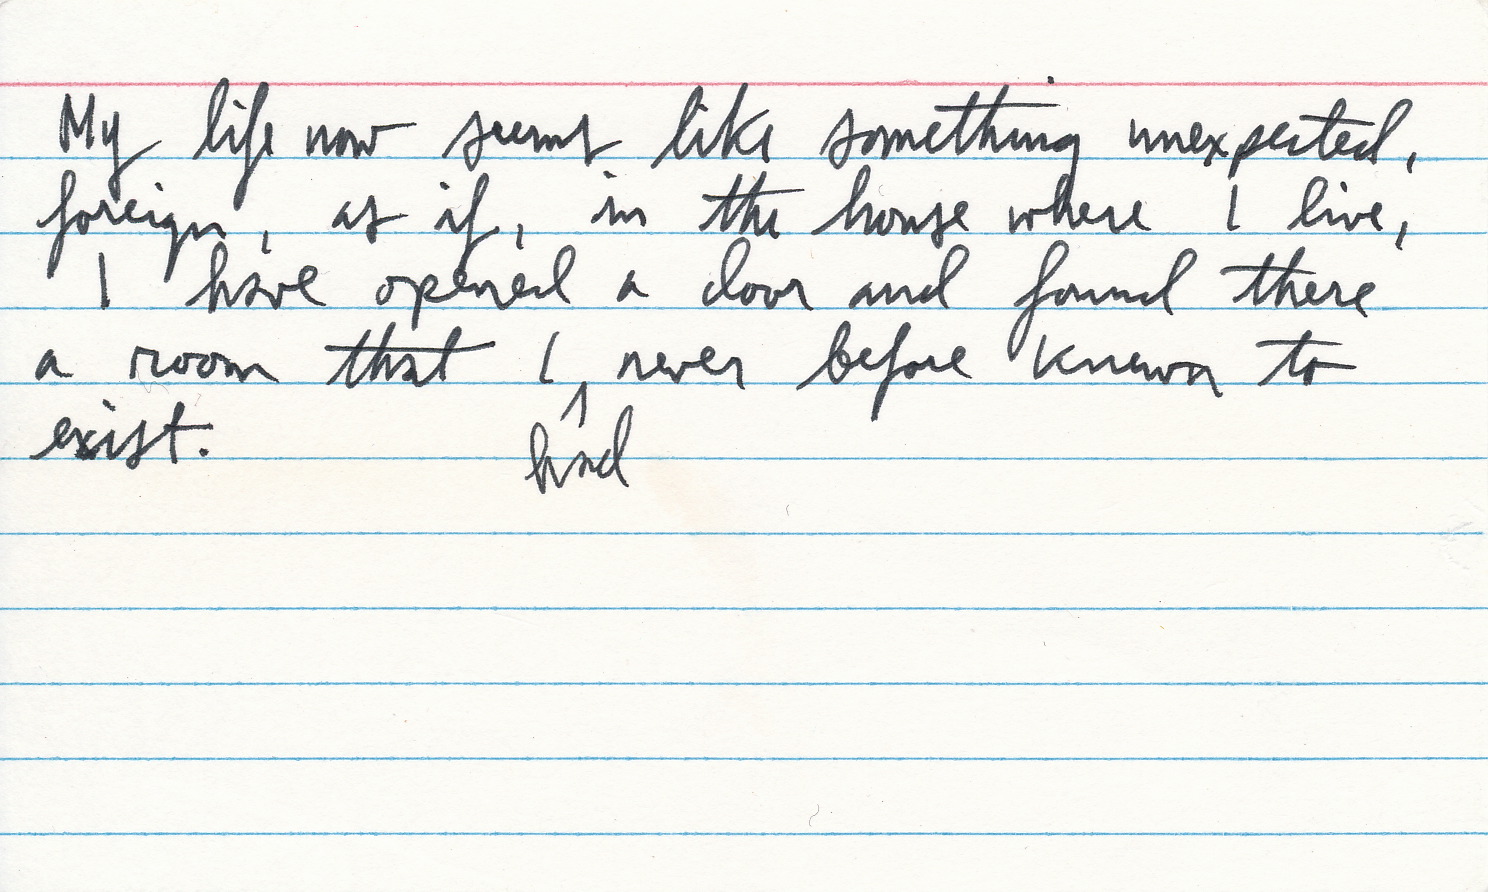 My life now seems like something unexpected,
foreign, as if, in the house where I live,
I have opened a door and found there
a room that I never before known to
had
exist.